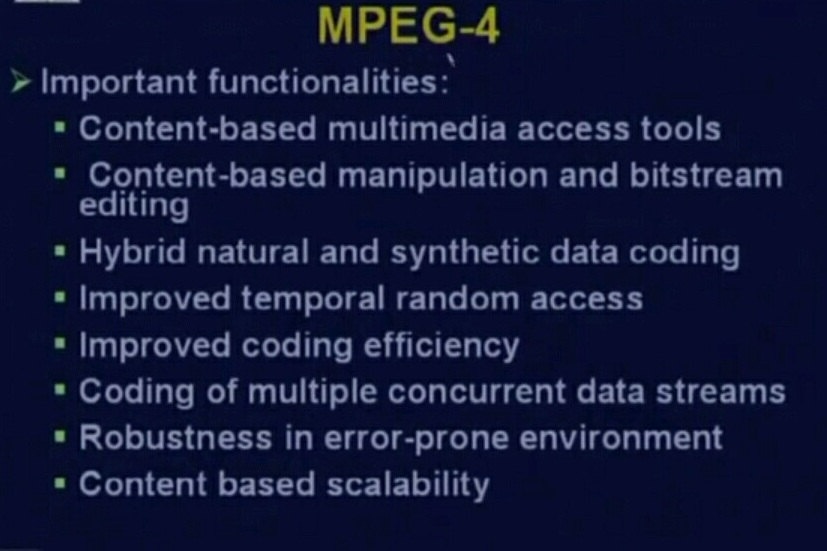 MPEG-4
Important functionalities:
Content-based multimedia access tools
Content-based manipulation and bitstream
editing
Hybrid natural and synthetic data coding
Improved temporal random access
Improved coding efficiency
Coding of multiple concurrent data streams
Robustness in error-prone environment
Content based scalability